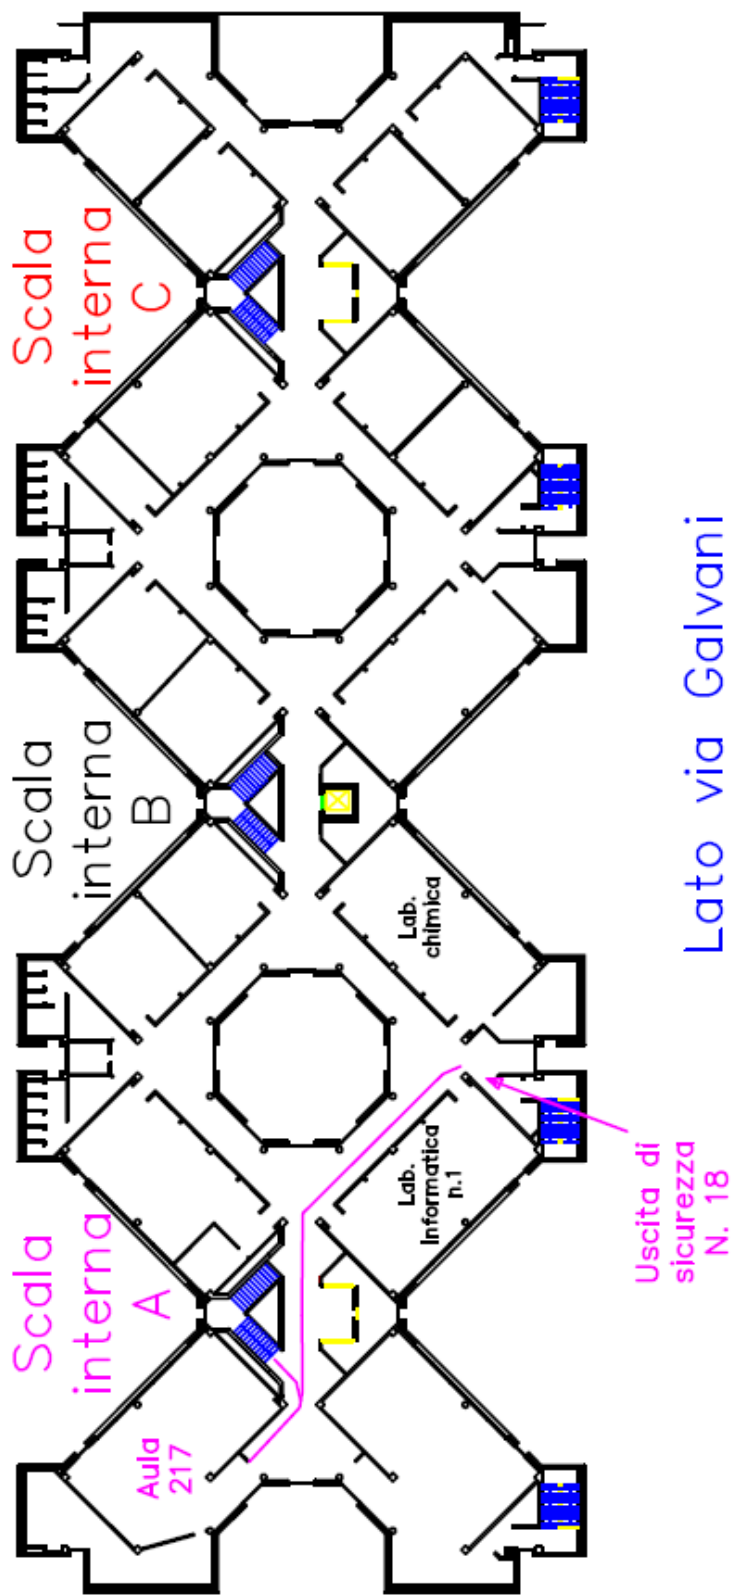 Scala
interna
C
Scala
interna
B
Lato via Galvani
Lab.
chimica
Lab.
Informatica
n.1
Uscita di
sicurezza
N. 18
Scala
interna
A
Aula
217